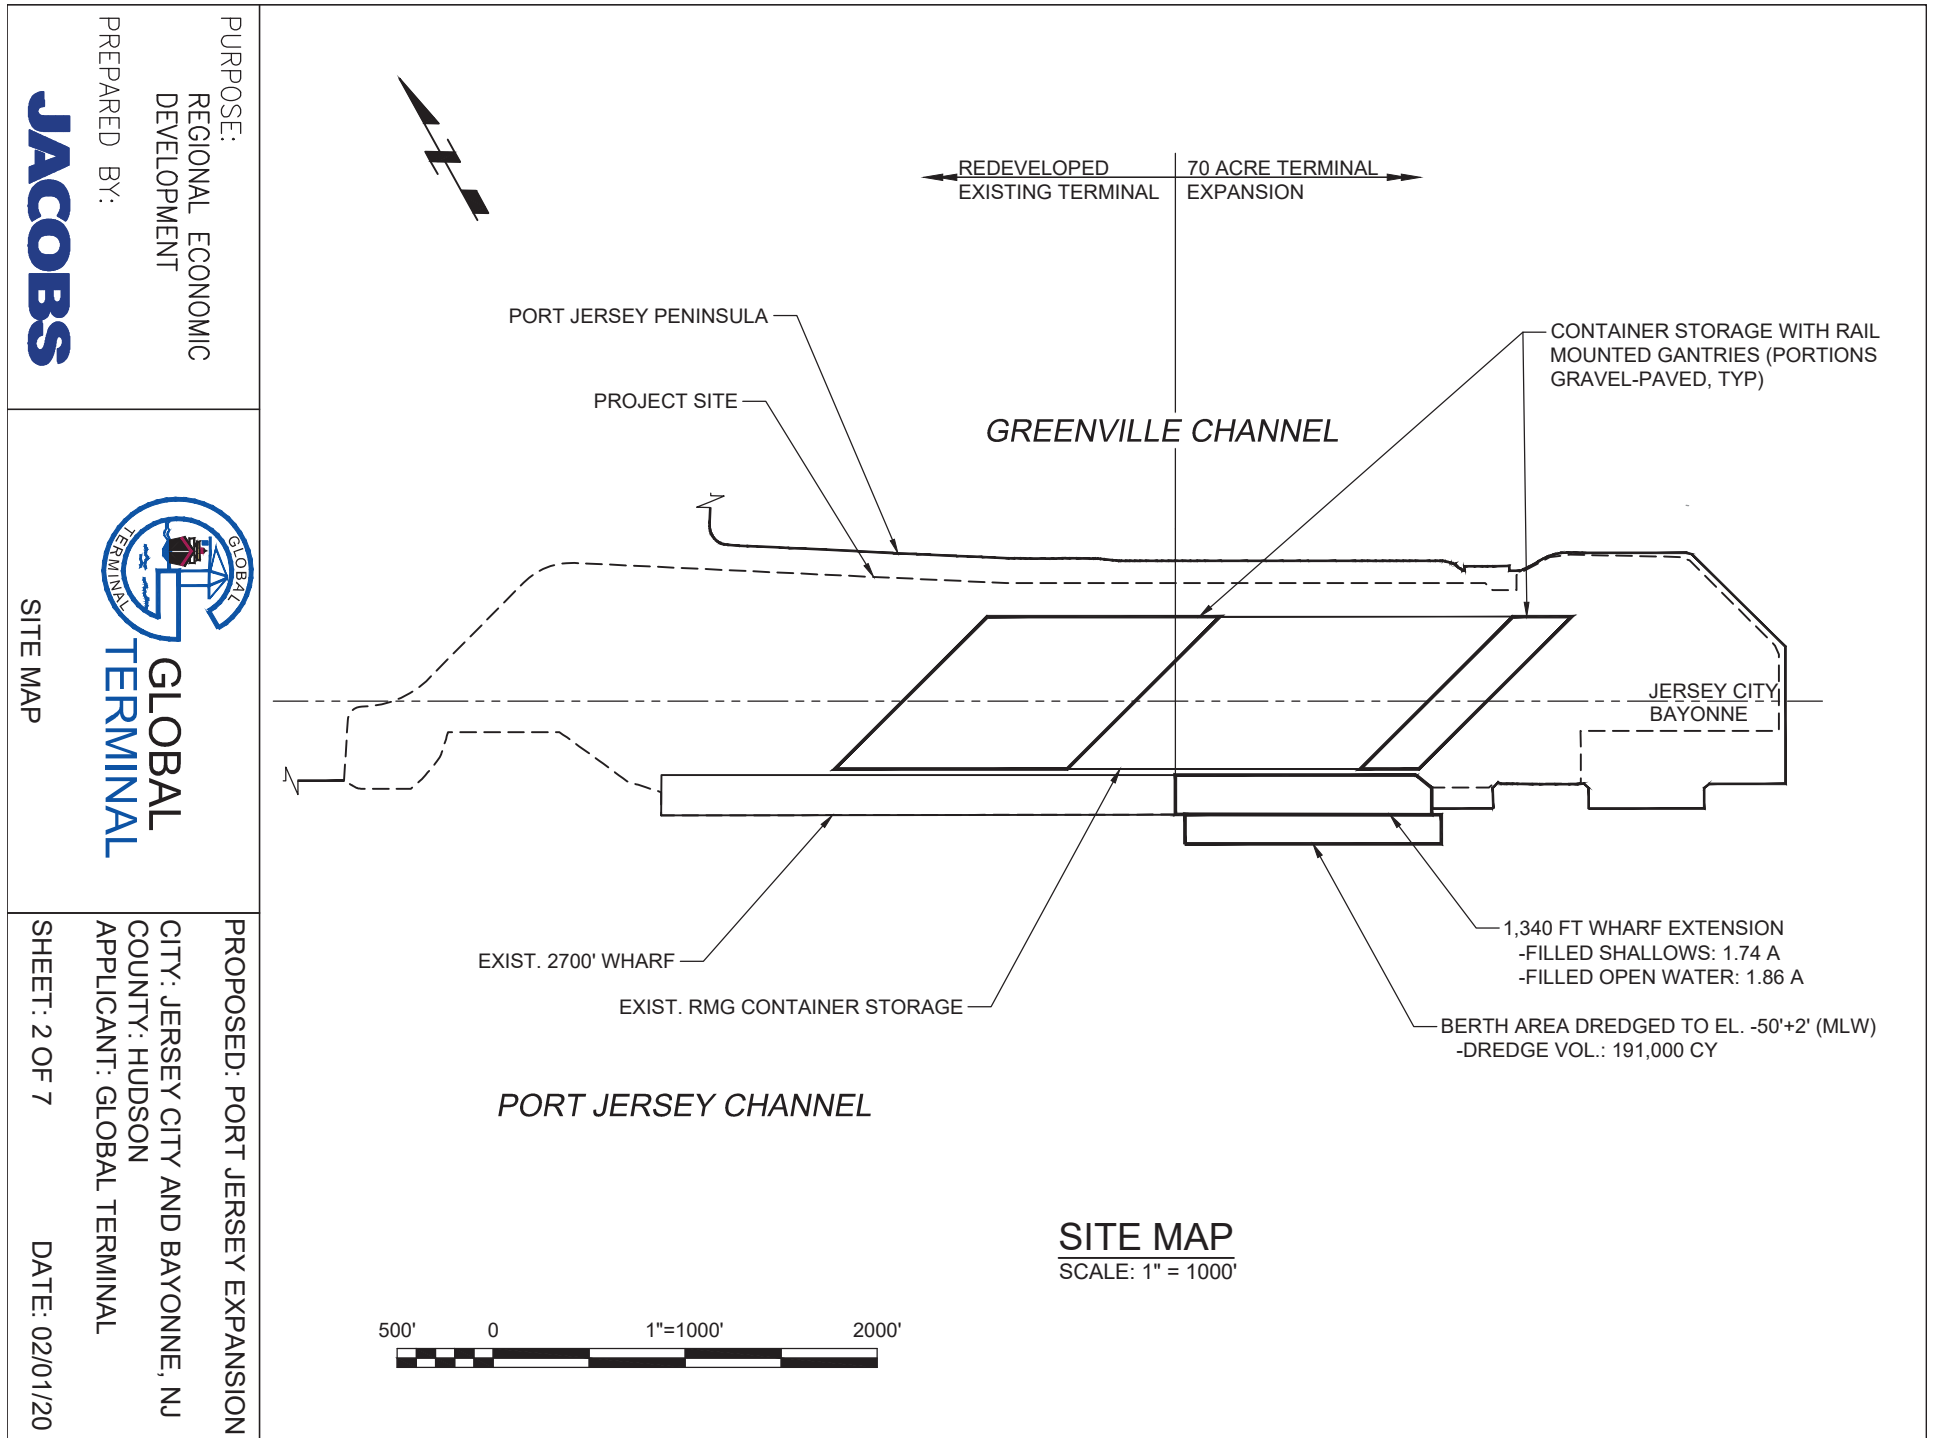 PURPOSE:
REGIONAL ECONOMIC
DEVELOPMENT
PREPARED BY:
JACOBS
GLOBAL
TERMINAL
GLOBAL
TERMINAL
SITE MAP
PROPOSED: PORT JERSEY EXPANSION
CITY: JERSEY CITY AND BAYONNE, NJ
COUNTY: HUDSON
APPLICANT: GLOBAL TERMINAL
SHEET: 2 OF 7 DATE: 02/01/20
REDEVELOPED
EXISTING TERMINAL
70 ACRE TERMINAL
EXPANSION
PORT JERSEY PENINSULA
PROJECT SITE
CONTAINER STORAGE WITH RAIL
MOUNTED GANTRIES (PORTIONS
GRAVEL-PAVED, TYP)
GREENVILLE CHANNEL
JERSEY CITY
BAYONNE
EXIST. 2700' WHARF
EXIST. RMG CONTAINER STORAGE
1,340 FT WHARF EXTENSION
-FILLED SHALLOWS: 1.74 A
-FILLED OPEN WATER: 1.86 A
BERTH AREA DREDGED TO EL. -50'+2' (MLW)
-DREDGE VOL.: 191,000 CY
PORT JERSEY CHANNEL
SITE MAP
SCALE: 1" = 1000'
500' 0 1"=1000' 2000'